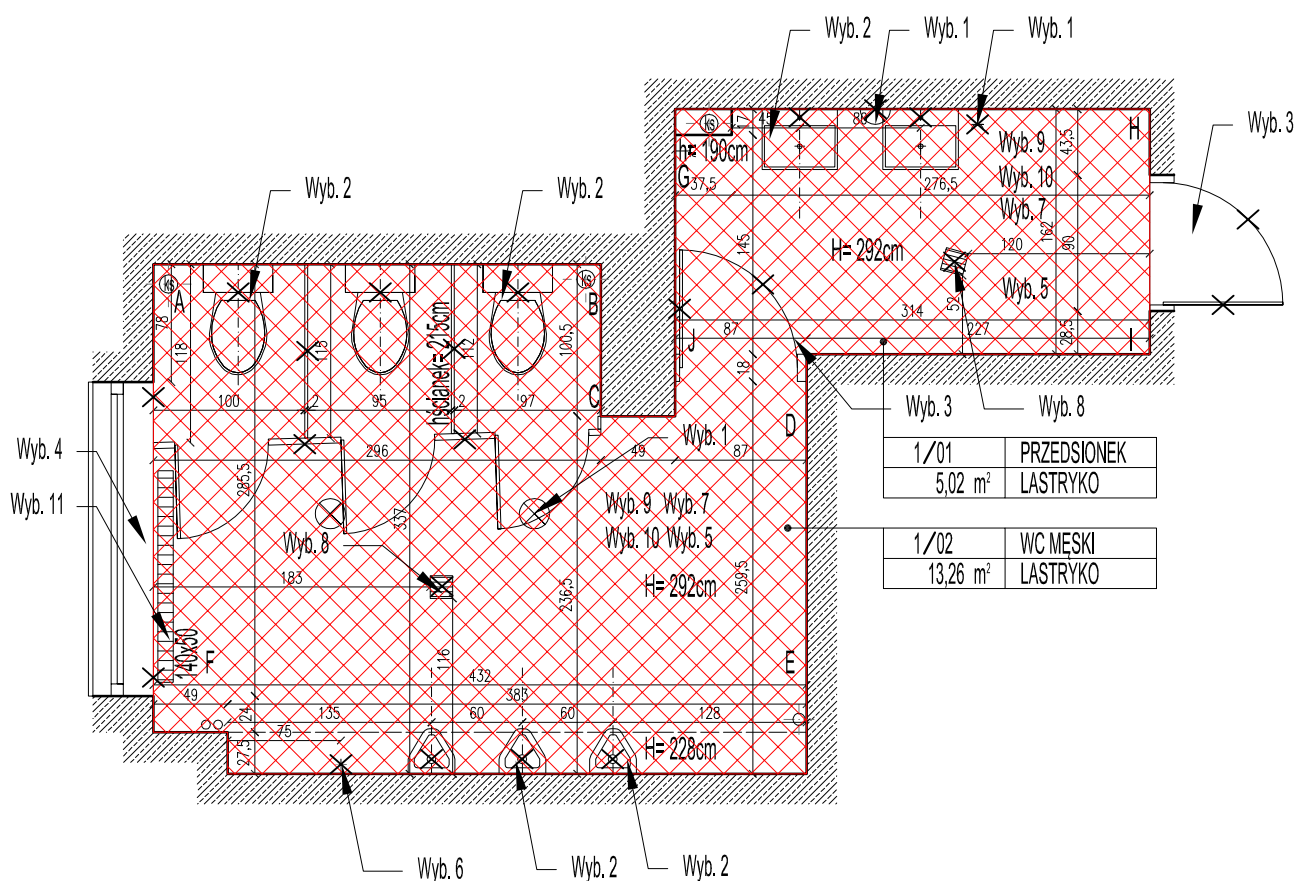 Wyb. 2
Wyb. 1
Wyb. 1
Wyb. 3
ks
17
45
80
Wyb. 9
43,5
H
h= 190cm
G
37,5
Wyb. 10
276,5
Wyb. 7
145
H= 292cm
120
162
90
Wyb. 5
52
314
87
227
28,5
J
I
18
Wyb. 3
Wyb. 8
Wyb. 2
Wyb. 2
ks
ks
A
B
78
118
115
hścianek= 215cm
112
100,5
C
100
2
95
2
97
D
Wyb. 4
296
Wyb. 1
49
87
285,5
337
Wyb. 11
Wyb. 9 Wyb. 7
Wyb. 10 Wyb. 5
Wyb. 8
183
H= 292cm
236,5
259,5
140x50
F
116
E
432
49
383
24
135
60
60
128
75
27,5
H= 228cm
1/01 PRZEDSIONEK
5,02 m² LASTRYKO
1/02 WC MĘSKI
13,26 m² LASTRYKO
Wyb. 6
Wyb. 2
Wyb. 2